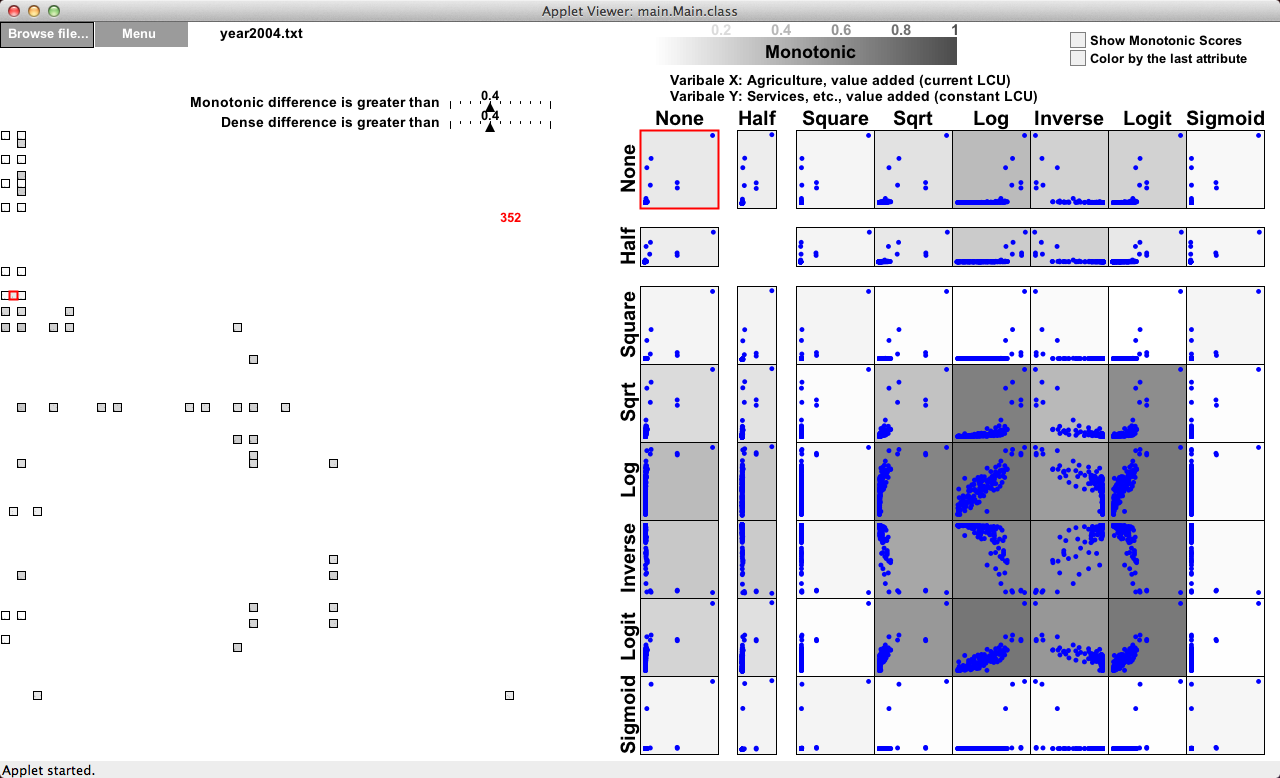 Applet Viewer: main.Main.class
Browse file... Menu year2004.txt
0.2 0.4 0.6 0.8 1
Monotonic
Show Monotonic Scores
Color by the last attribute
Varibale X: Agriculture, value added (current LCU)
Varibale Y: Services, etc., value added (constant LCU)
Monotonic difference is greater than 0.4
Dense difference is greater than 0.4
352
None Half Square Sqrt Log Inverse Logit Sigmoid
None
Half
Square
Sqrt
Log
Inverse
Logit
Sigmoid
Applet started.